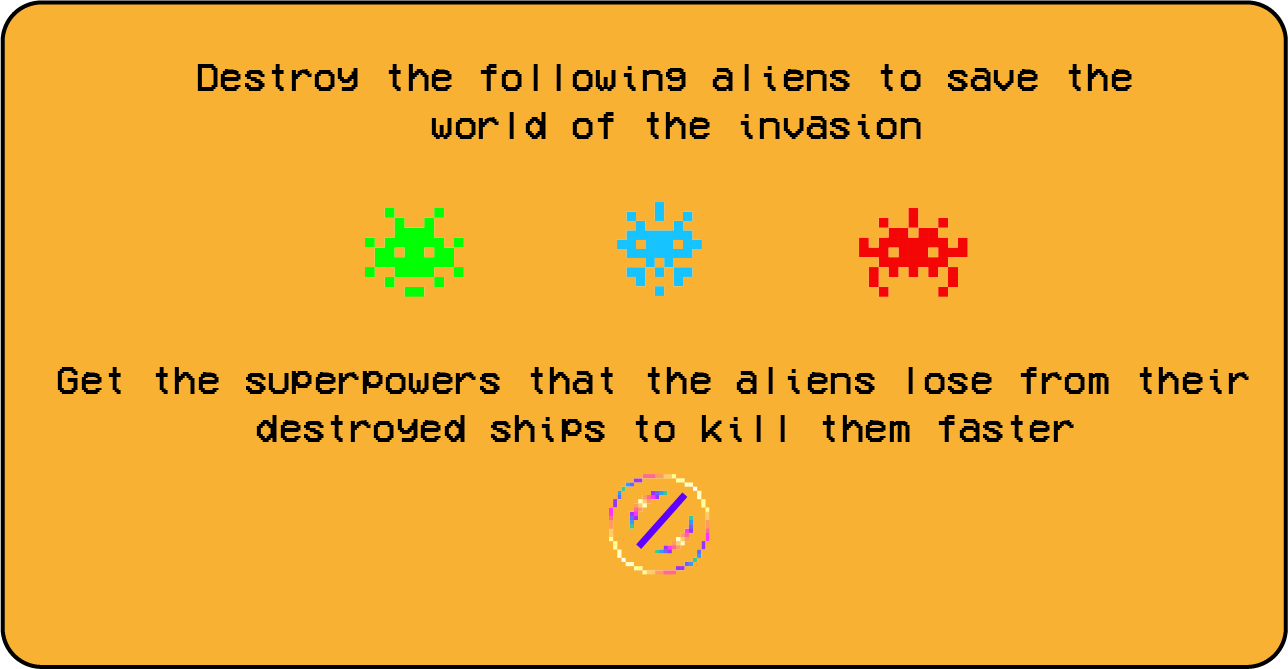 Destroy the following aliens to save the
world of the invasion
Get the superpowers that the aliens lose from their
destroyed ships to kill them faster